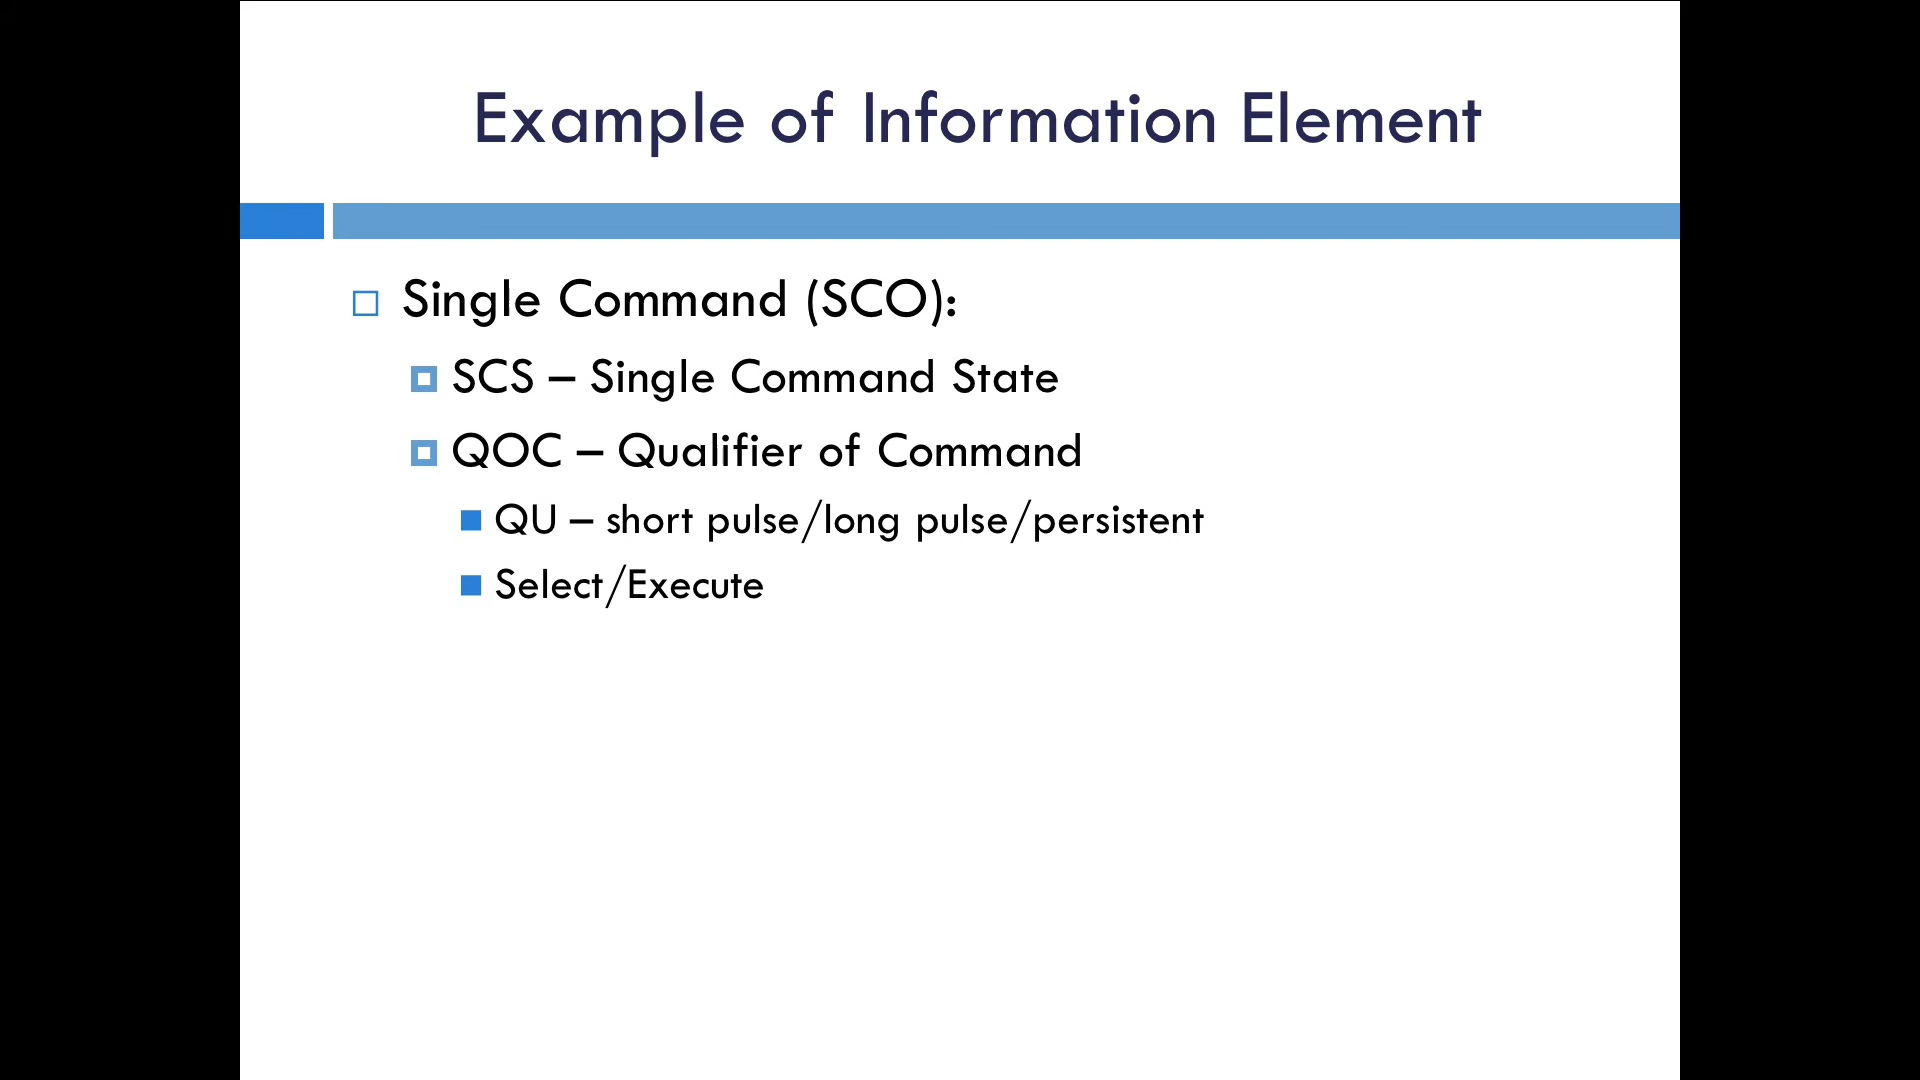 Example of Information Element
Single Command (SCO):
SCS – Single Command State
QOC – Qualifier of Command
QU – short pulse/long pulse/persistent
Select/Execute